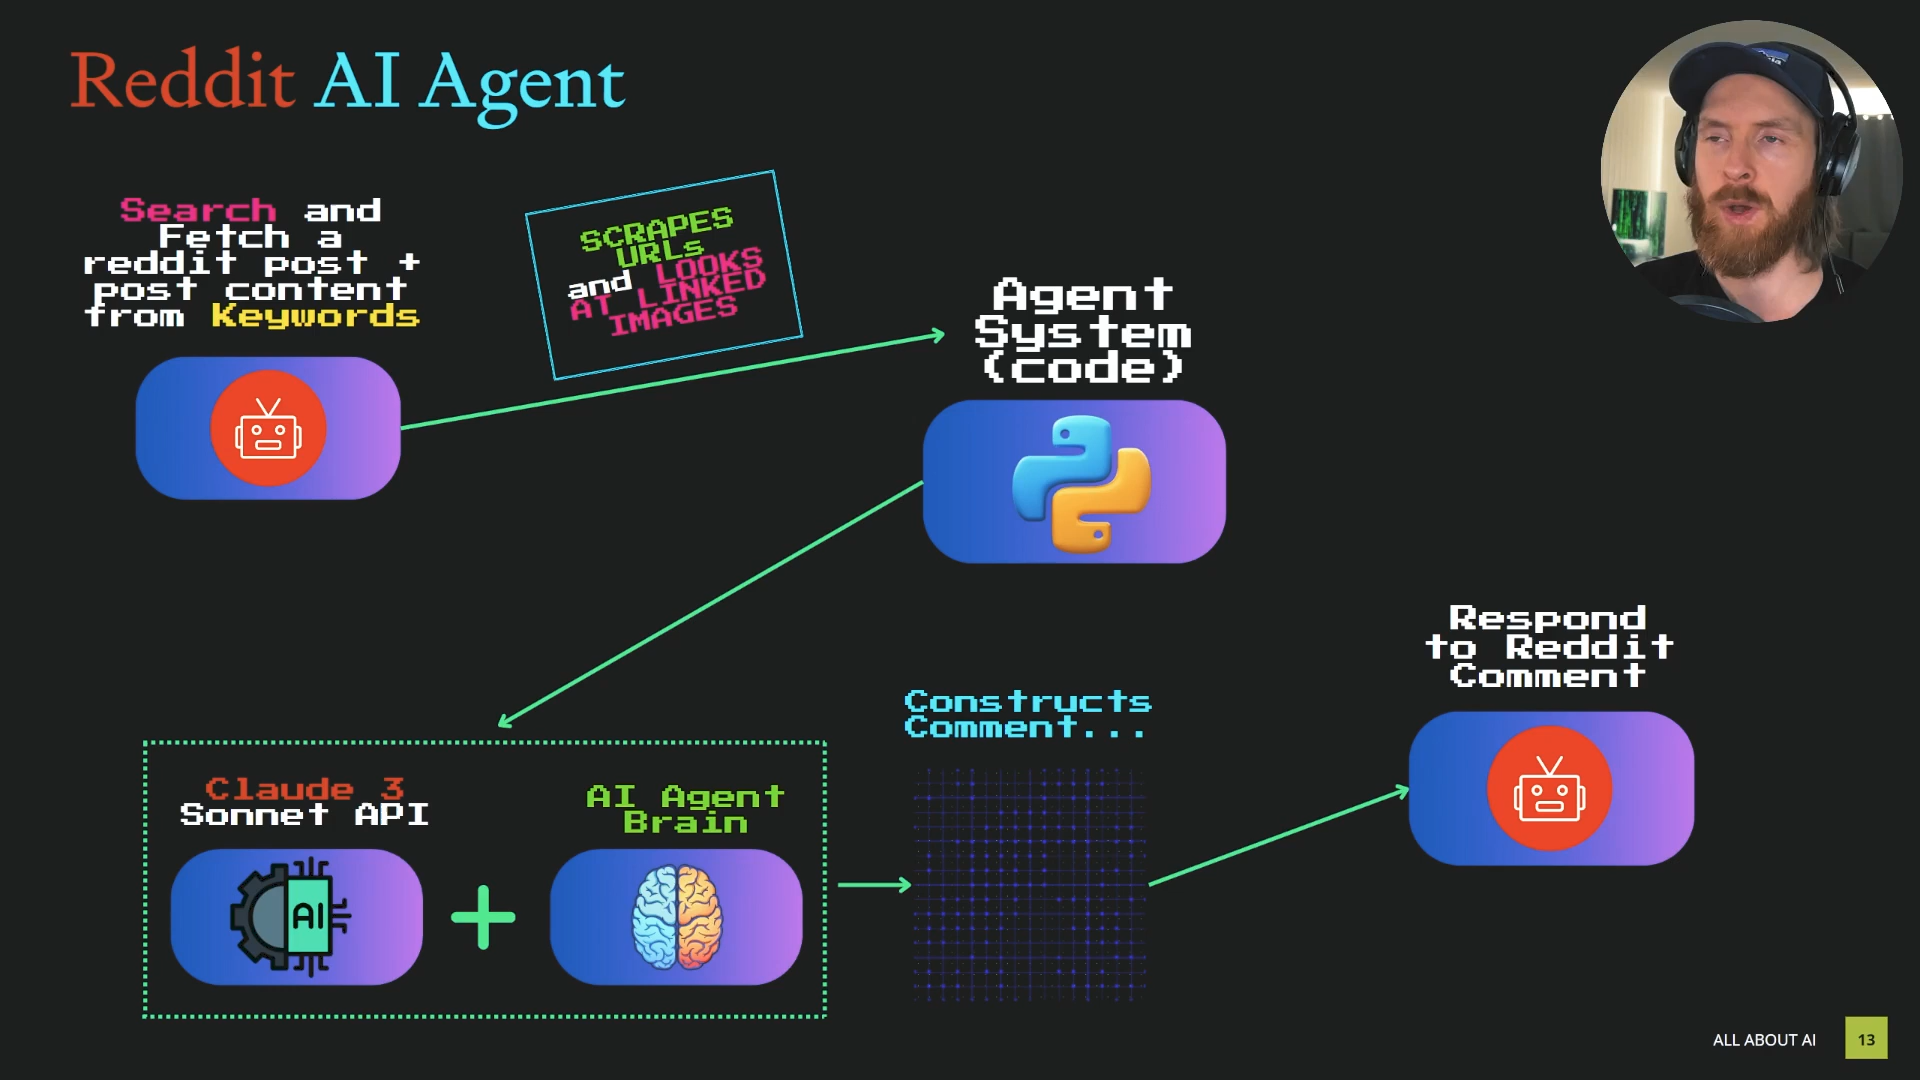 Reddit AI Agent
Search and
Fetch a
reddit post +
post content
from Keywords
SCRAPES
URLs
and LOOKS
AT LINKED
IMAGES
Agent
System
(code)
Claude 3
Sonnet API
AI
AI Agent
Brain
Constructs
Comment...
Respond
to Reddit
Comment
ALL ABOUT AI
13